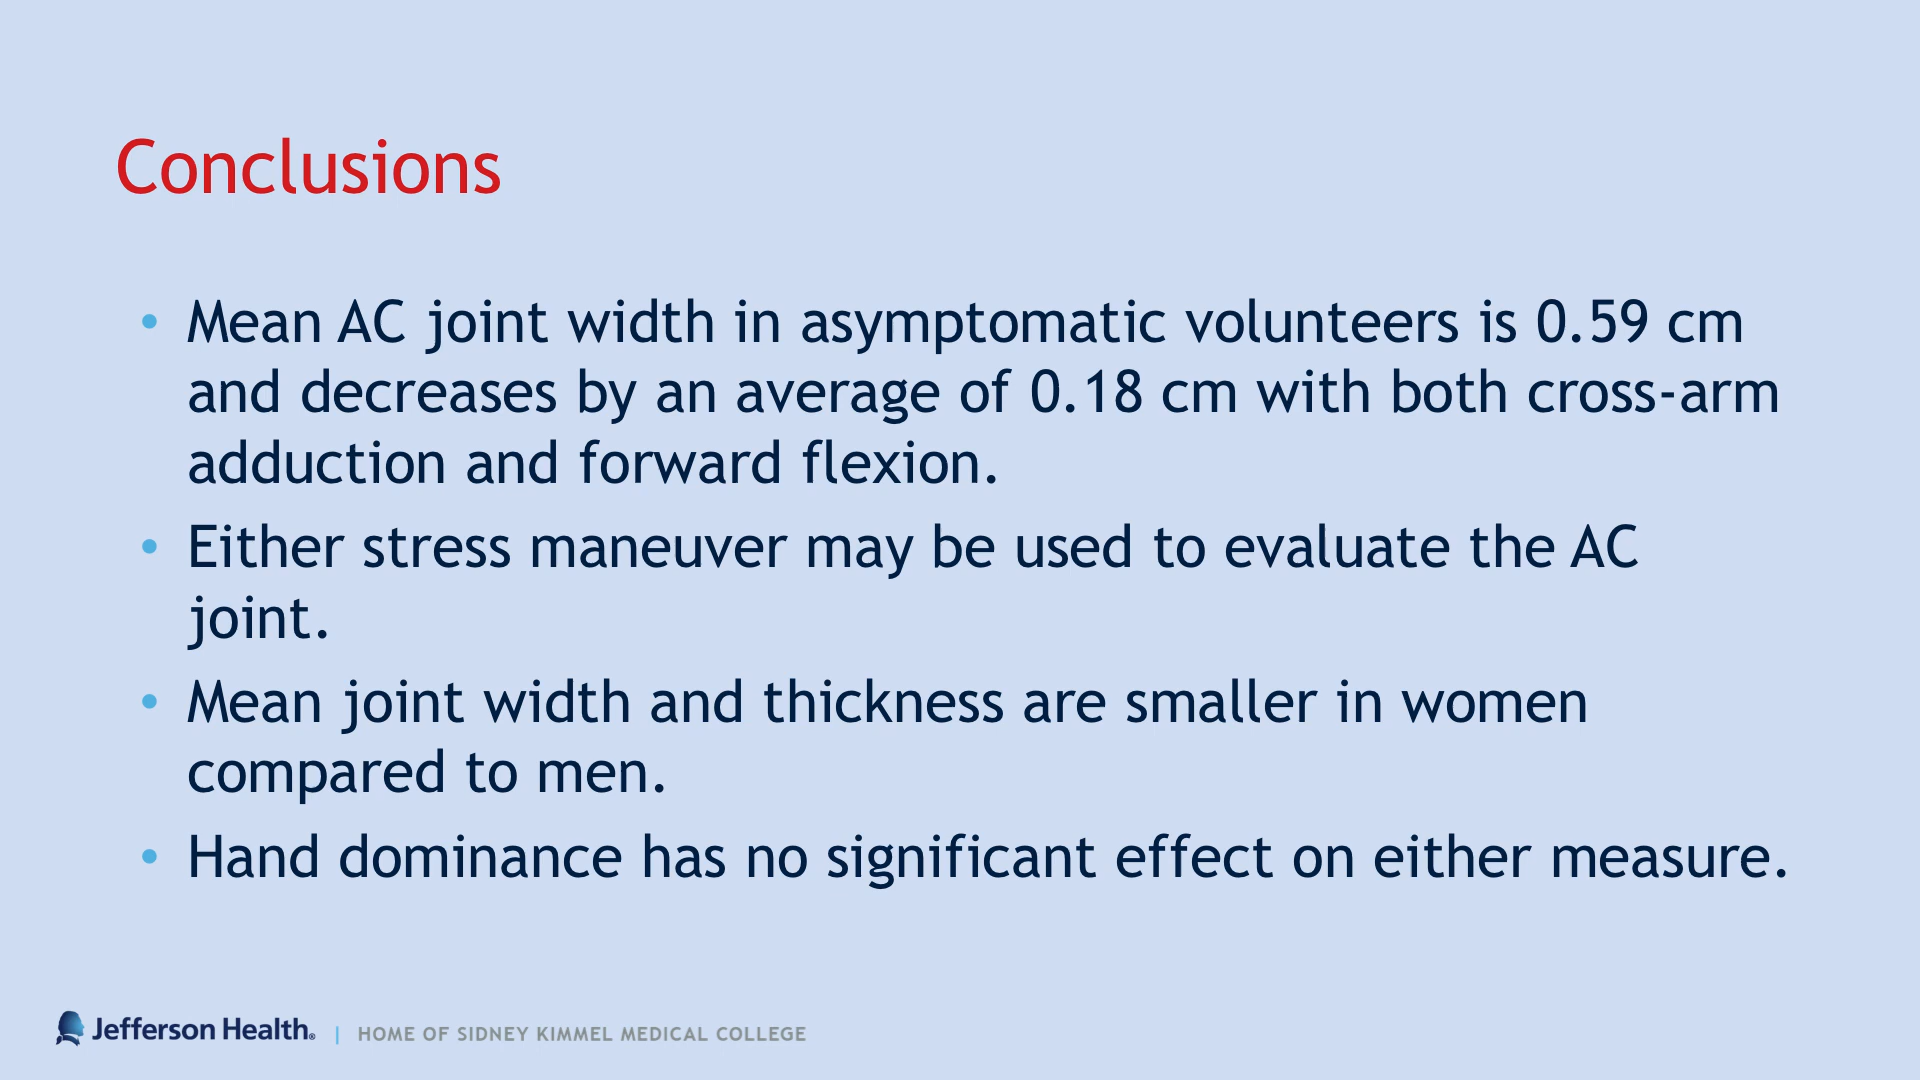 Conclusions
• Mean AC joint width in asymptomatic volunteers is 0.59 cm
and decreases by an average of 0.18 cm with both cross-arm
adduction and forward flexion.
• Either stress maneuver may be used to evaluate the AC
joint.
• Mean joint width and thickness are smaller in women
compared to men.
• Hand dominance has no significant effect on either measure.
Jefferson Health® | HOME OF SIDNEY KIMMEL MEDICAL COLLEGE